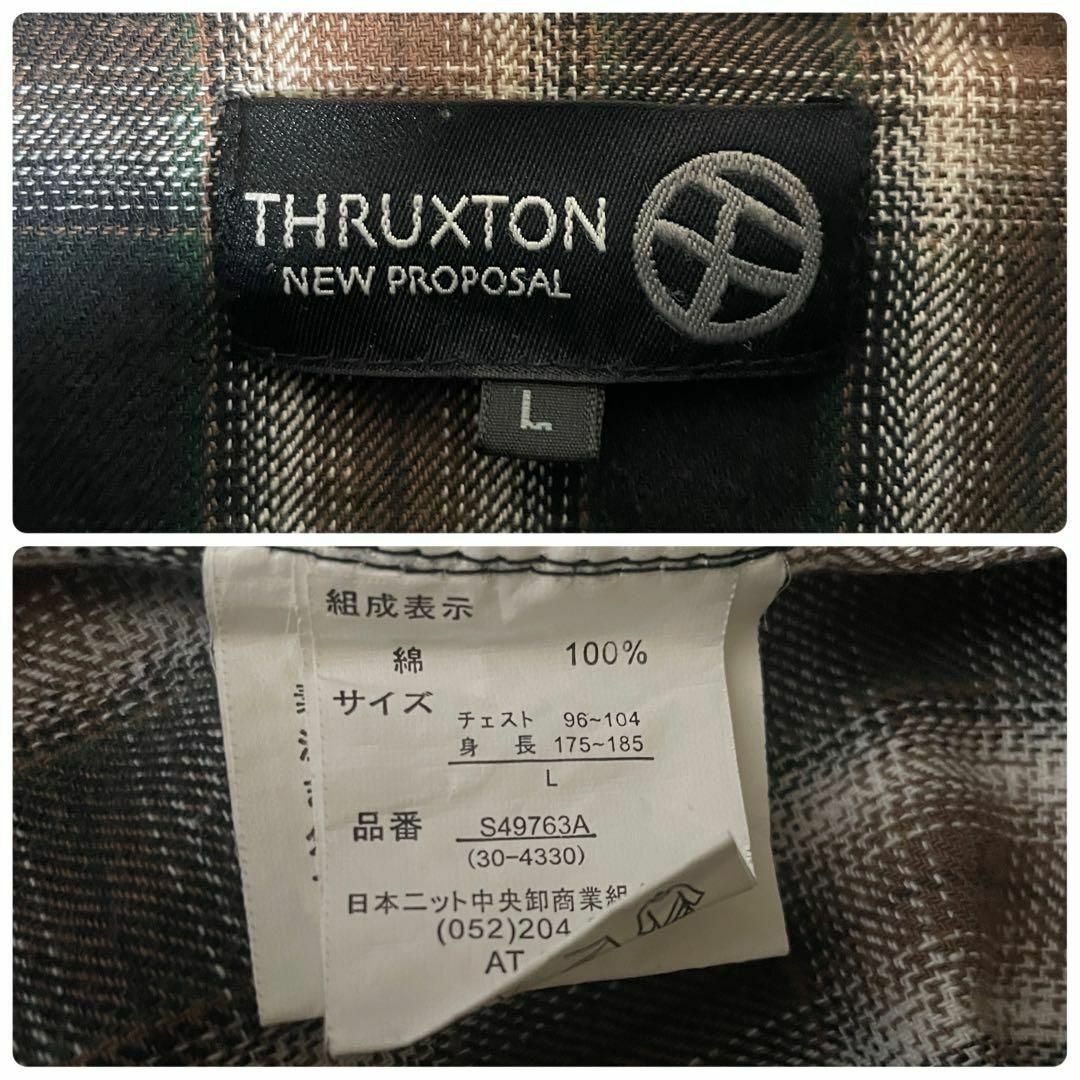 THRUXTON
NEW PROPOSAL
L
組成表示
綿 100%
サイズ
チェスト 96~104
身 長 175~185
L
品番 S49763A
(30-4330)
日本ニット中央卸商業組
(052)204
AT